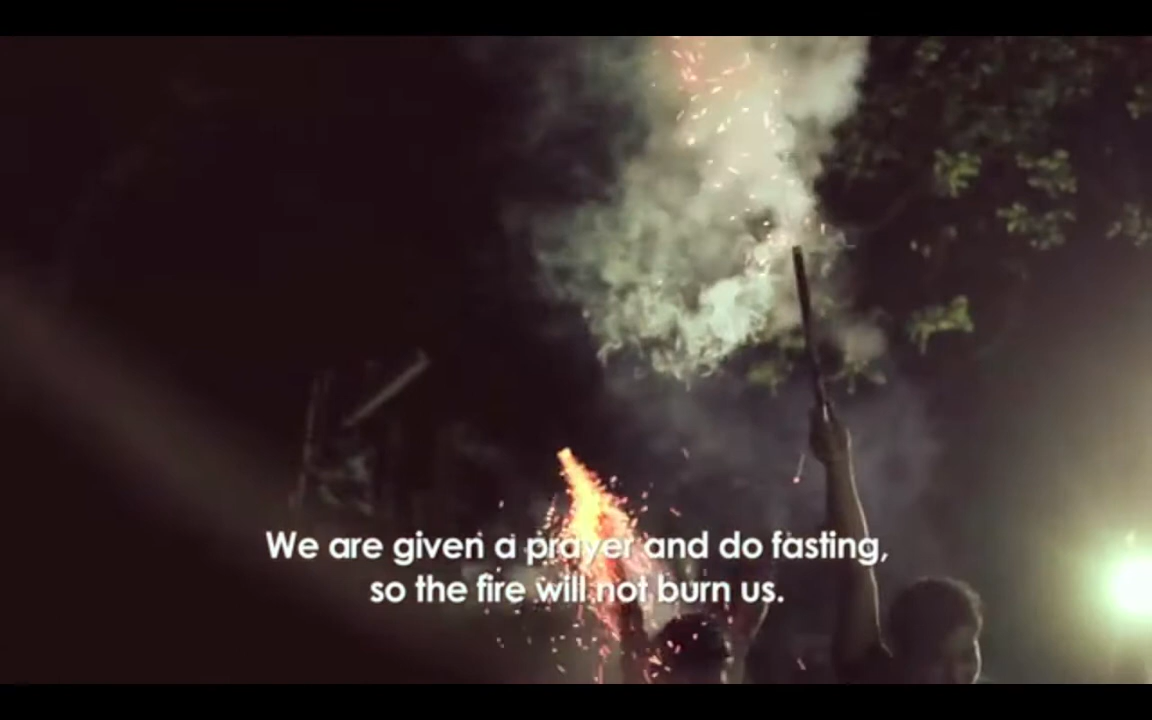 We are given a prayer and do fasting,
so the fire will not burn us.